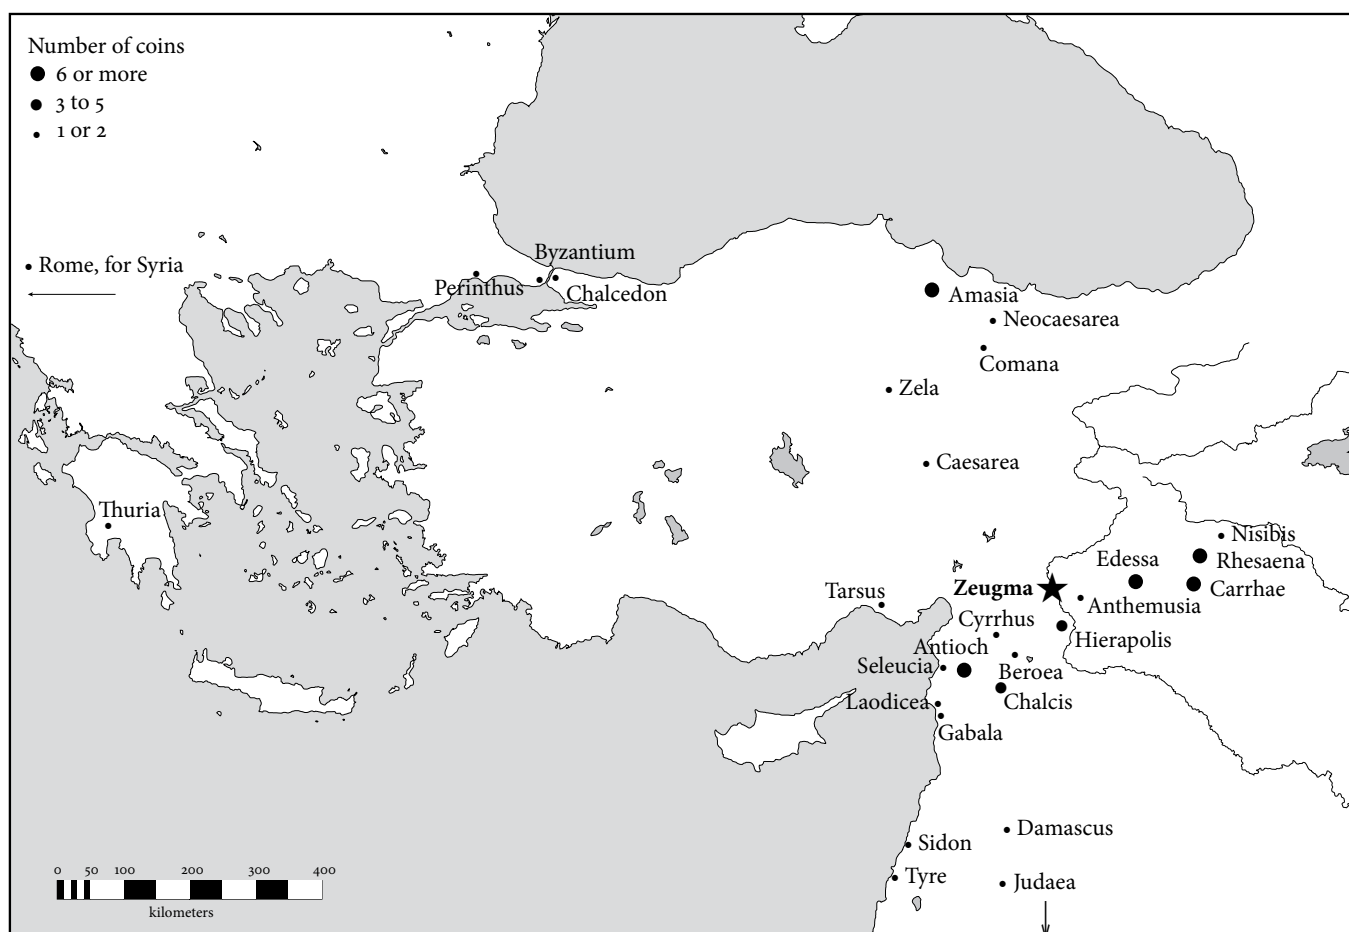 Number of coins
6 or more
3 to 5
1 or 2
Byzantium
Rome, for Syria
Perinthus
Chalcedon
Amasia
Neocaesarea
Comana
Zela
Caesarea
Thuria
Nisibis
Edessa
Rhesaena
Zeugma
Carrhae
Tarsus
Anthemusia
Cyrrhus
Hierapolis
Antioch
Seleucia
Beroea
Laodicea
Chalcis
Gabala
Damascus
Sidon
Tyre
Judaea
0 50 100 200 300 400
kilometers